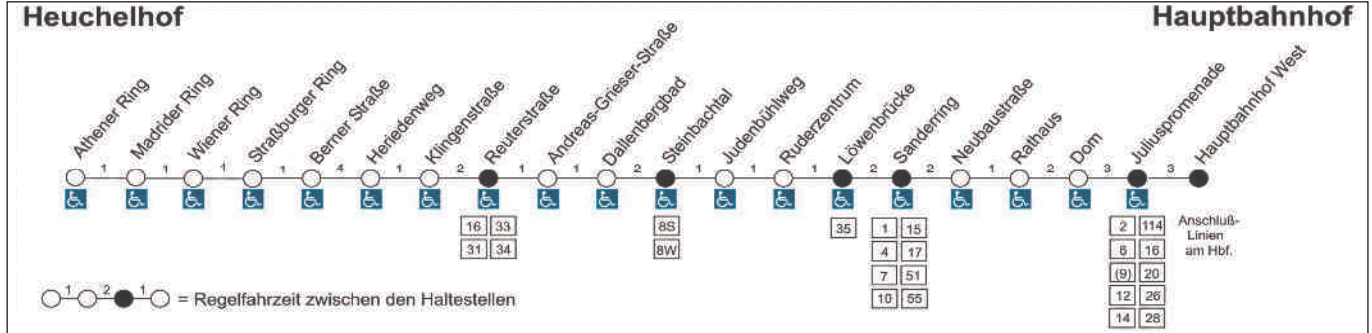 Heuchelhof
Hauptbahnhof
Athener Ring
Madrider Ring
Wiener Ring
Straßburger Ring
Berner Straße
Heriedenweg
Klingenstraße
Reuterstraße
Andreas-Grieser-Straße
Dallenbergbad
Steinbachtal
Judenbühlweg
Ruderzentrum
Löwenbrücke
Sanderring
Neubaustraße
Rathaus
Dom
Juliuspromenade
Hauptbahnhof West
1 1 1 1 4 1 2 1 1 2 1 1 1 2 2 1 2 3 3
16 33
31 34
8S
8W
35
1 15
4 17
7 51
10 55
2 114
6 16
(9) 20
12 26
14 28
Anschluß-
Linien
am Hbf.
1 2 1 = Regelfahrzeit zwischen den Haltestellen